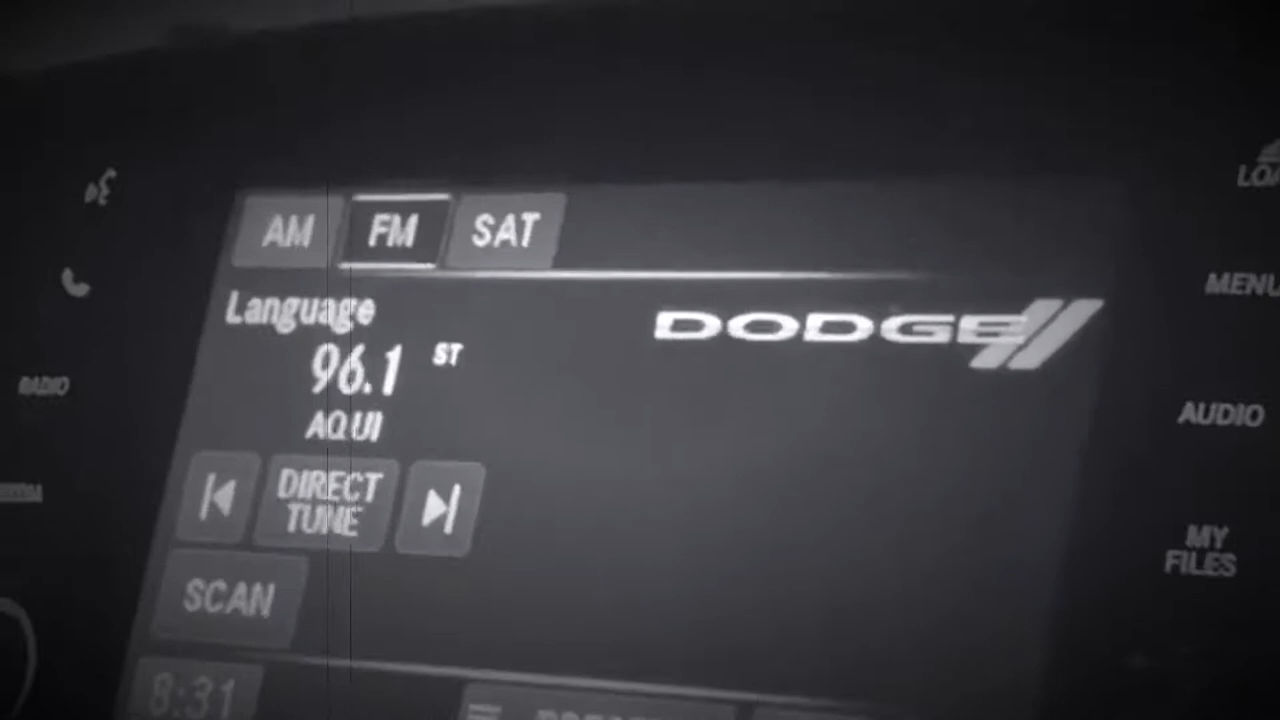 AM FM SAT
Language
DODGE
96.1 ST
AQUI
DIRECT
TUNE
SCAN
8:31
RADIO
MENU
AUDIO
MY
FILES